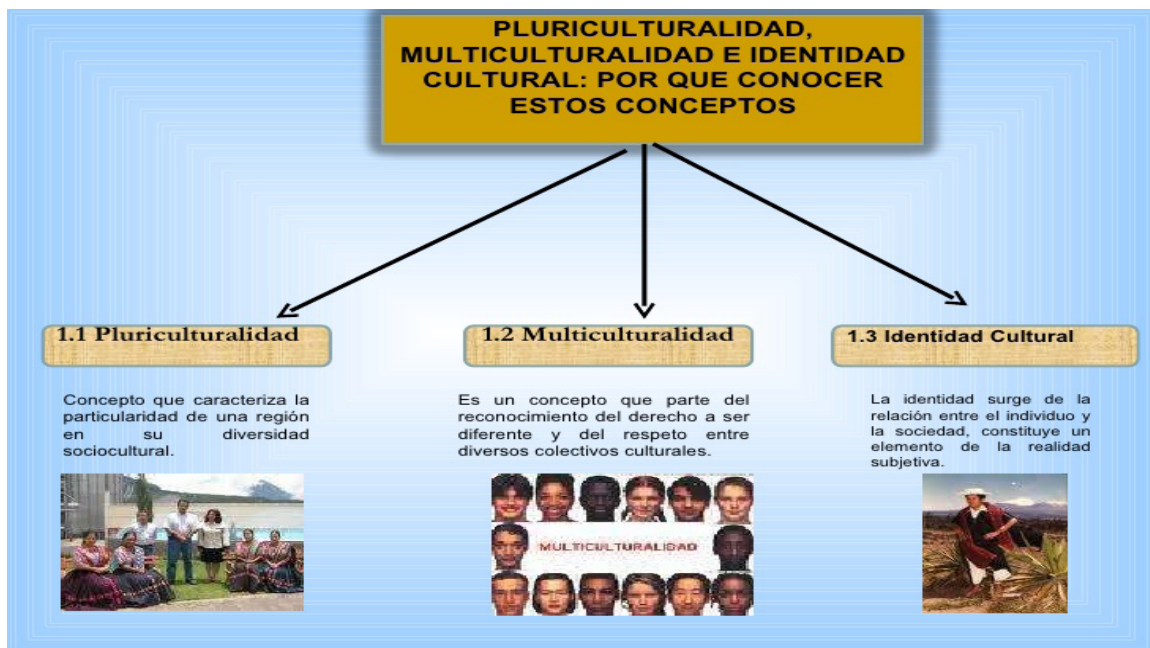 PLURICULTURALIDAD,
MULTICULTURALIDAD E IDENTIDAD
CULTURAL: POR QUE CONOCER
ESTOS CONCEPTOS
1.1 Pluriculturalidad
Concepto que caracteriza la
particularidad de una región
en su diversidad
sociocultural.
1.2 Multiculturalidad
Es un concepto que parte del
reconocimiento del derecho a ser
diferente y del respeto entre
diversos colectivos culturales.
MULTICULTURALIDAD
1.3 Identidad Cultural
La identidad surge de la
relación entre el individuo y
la sociedad, constituye un
elemento de la realidad
subjetiva.